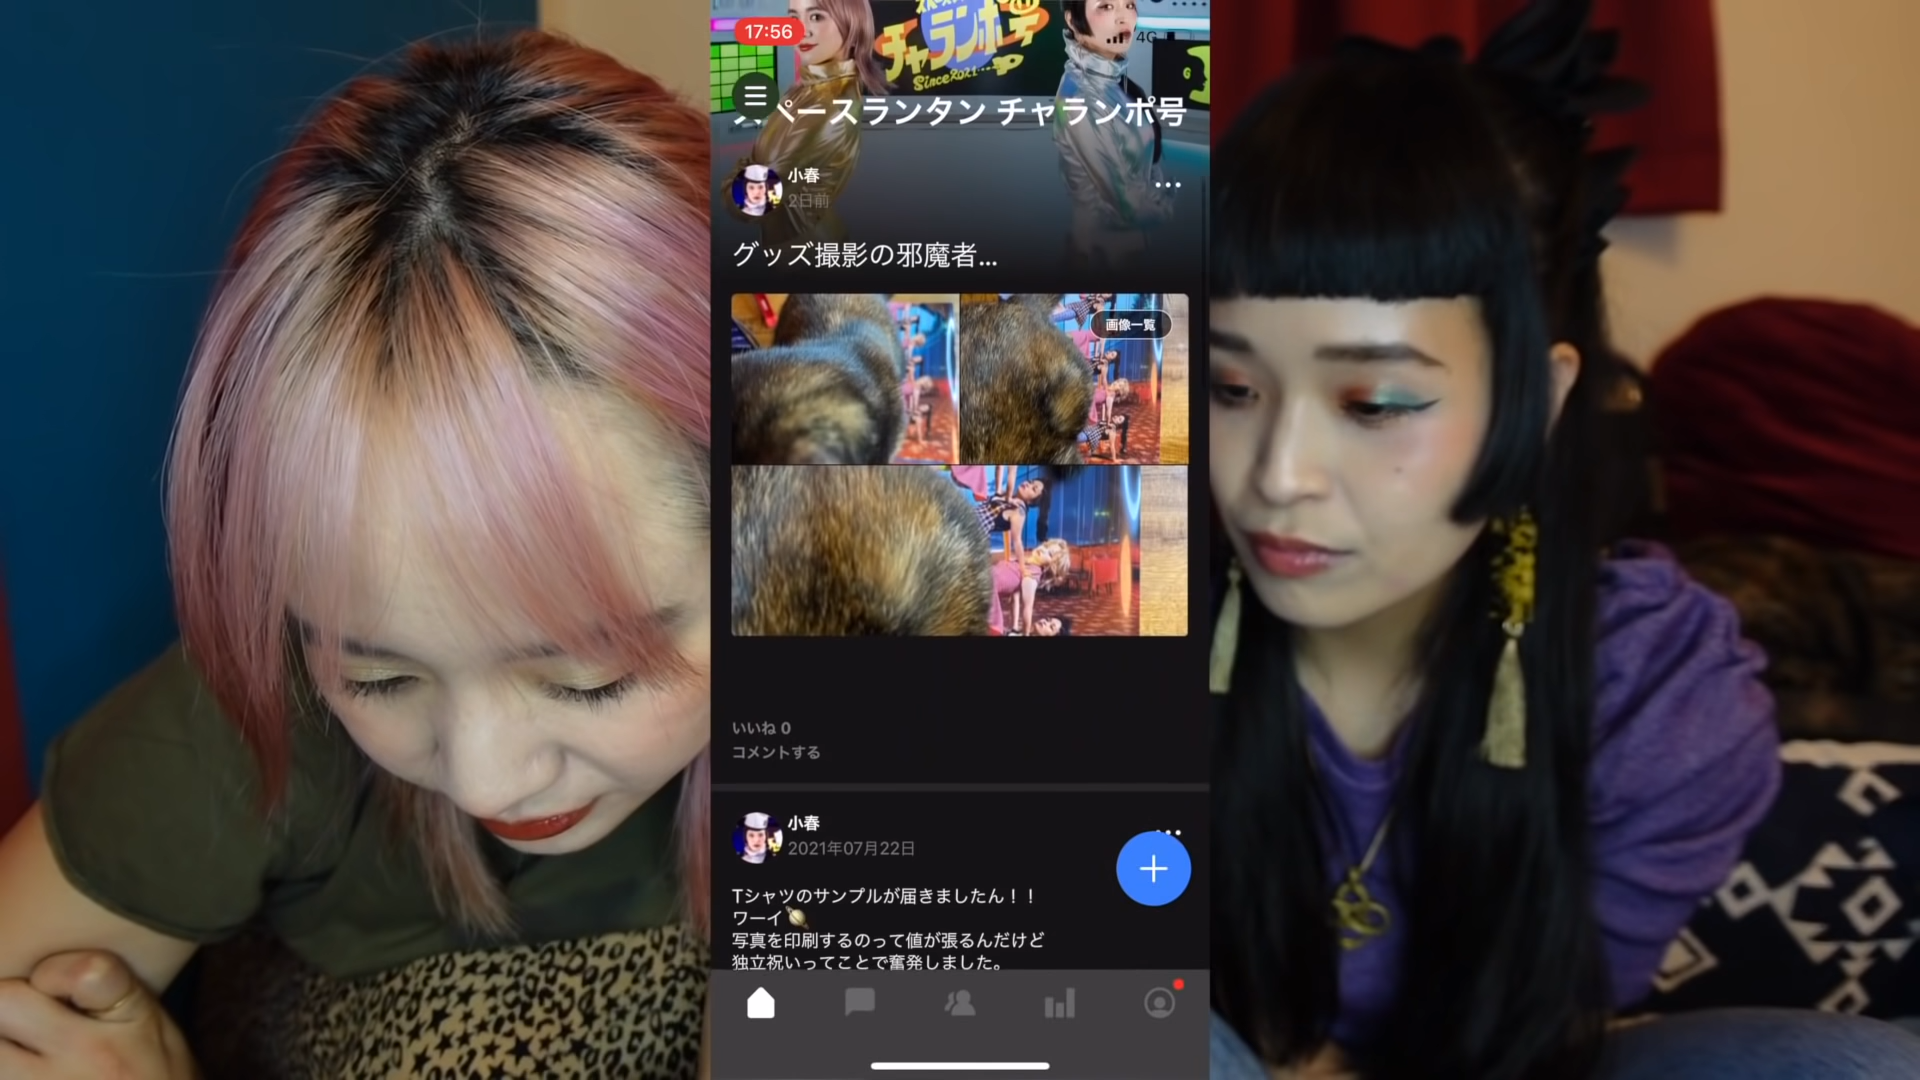 チャランポ号
Since2021
17:56
4G
スペースランタン チャランポ号
小春
2日前
グッズ撮影の邪魔者...
画像一覧
いいね 0
コメントする
小春
2021年07月22日
Tシャツのサンプルが届きましたん！！
ワーイ🪐
写真を印刷するのって値が張るんだけど
独立祝いってことで奮発しました。